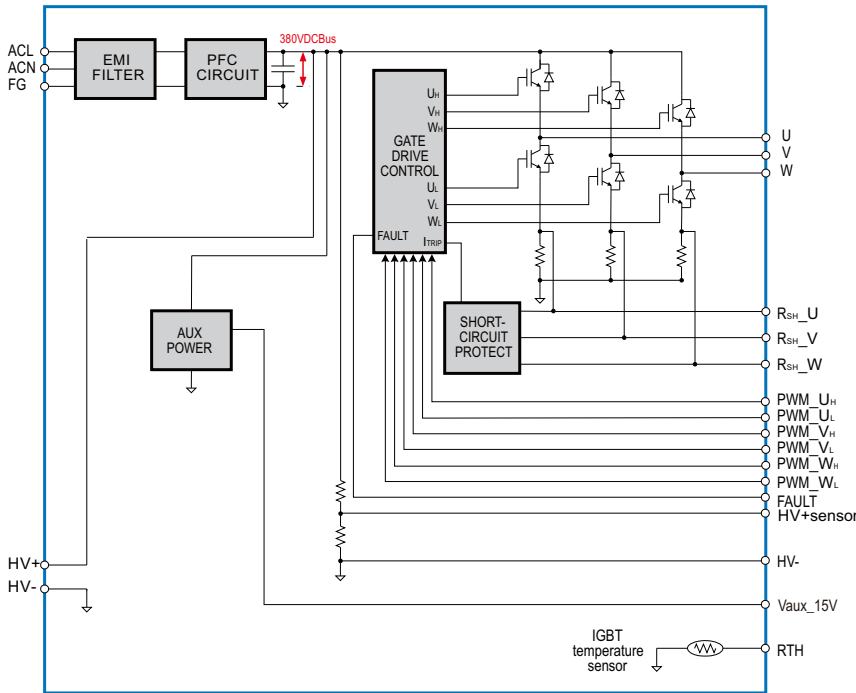 380VDCBus
ACL
ACN
FG
EMI
FILTER
PFC
CIRCUIT
UH
VH
WH
GATE
DRIVE
CONTROL
UL
VL
WL
FAULT
ITRIP
U
V
W
AUX
POWER
SHORT-
CIRCUIT
PROTECT
RSH_U
RSH_V
RSH_W
PWM_UH
PWM_UL
PWM_VH
PWM_VL
PWM_WH
PWM_WL
FAULT
HV+sensor
HV+
HV-
HV-
Vaux_15V
IGBT
temperature
sensor
RTH